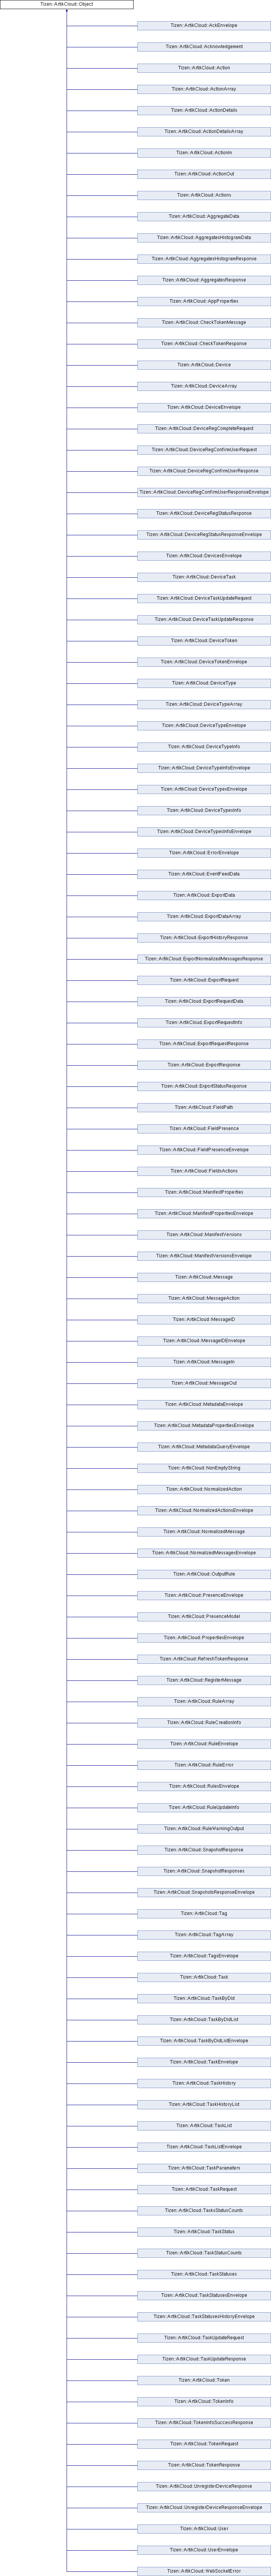 Tizen::ArtikCloud::Object
Tizen::ArtikCloud::AckEnvelope
Tizen::ArtikCloud::Acknowledgement
Tizen::ArtikCloud::Action
Tizen::ArtikCloud::ActionArray
Tizen::ArtikCloud::ActionDetails
Tizen::ArtikCloud::ActionDetailsArray
Tizen::ArtikCloud::ActionIn
Tizen::ArtikCloud::ActionOut
Tizen::ArtikCloud::Actions
Tizen::ArtikCloud::AggregateData
Tizen::ArtikCloud::AggregatesHistogramData
Tizen::ArtikCloud::AggregatesHistogramResponse
Tizen::ArtikCloud::AggregatesResponse
Tizen::ArtikCloud::AppProperties
Tizen::ArtikCloud::CheckTokenMessage
Tizen::ArtikCloud::CheckTokenResponse
Tizen::ArtikCloud::Device
Tizen::ArtikCloud::DeviceArray
Tizen::ArtikCloud::DeviceEnvelope
Tizen::ArtikCloud::DeviceRegCompleteRequest
Tizen::ArtikCloud::DeviceRegConfirmUserRequest
Tizen::ArtikCloud::DeviceRegConfirmUserResponse
Tizen::ArtikCloud::DeviceRegConfirmUserResponseEnvelope
Tizen::ArtikCloud::DeviceRegStatusResponse
Tizen::ArtikCloud::DeviceRegStatusResponseEnvelope
Tizen::ArtikCloud::DevicesEnvelope
Tizen::ArtikCloud::DeviceTask
Tizen::ArtikCloud::DeviceTaskUpdateRequest
Tizen::ArtikCloud::DeviceTaskUpdateResponse
Tizen::ArtikCloud::DeviceToken
Tizen::ArtikCloud::DeviceTokenEnvelope
Tizen::ArtikCloud::DeviceType
Tizen::ArtikCloud::DeviceTypeArray
Tizen::ArtikCloud::DeviceTypeEnvelope
Tizen::ArtikCloud::DeviceTypeInfo
Tizen::ArtikCloud::DeviceTypeInfoEnvelope
Tizen::ArtikCloud::DeviceTypesEnvelope
Tizen::ArtikCloud::DeviceTypesInfo
Tizen::ArtikCloud::DeviceTypesInfoEnvelope
Tizen::ArtikCloud::ErrorEnvelope
Tizen::ArtikCloud::EventFeedData
Tizen::ArtikCloud::ExportData
Tizen::ArtikCloud::ExportDataArray
Tizen::ArtikCloud::ExportHistoryResponse
Tizen::ArtikCloud::ExportNormalizedMessagesResponse
Tizen::ArtikCloud::ExportRequest
Tizen::ArtikCloud::ExportRequestData
Tizen::ArtikCloud::ExportRequestInfo
Tizen::ArtikCloud::ExportRequestResponse
Tizen::ArtikCloud::ExportResponse
Tizen::ArtikCloud::ExportStatusResponse
Tizen::ArtikCloud::FieldPath
Tizen::ArtikCloud::FieldPresence
Tizen::ArtikCloud::FieldPresenceEnvelope
Tizen::ArtikCloud::FieldsActions
Tizen::ArtikCloud::ManifestProperties
Tizen::ArtikCloud::ManifestPropertiesEnvelope
Tizen::ArtikCloud::ManifestVersions
Tizen::ArtikCloud::ManifestVersionsEnvelope
Tizen::ArtikCloud::Message
Tizen::ArtikCloud::MessageAction
Tizen::ArtikCloud::MessageID
Tizen::ArtikCloud::MessageIDEnvelope
Tizen::ArtikCloud::MessageIn
Tizen::ArtikCloud::MessageOut
Tizen::ArtikCloud::MetadataEnvelope
Tizen::ArtikCloud::MetadataPropertiesEnvelope
Tizen::ArtikCloud::MetadataQueryEnvelope
Tizen::ArtikCloud::NonEmptyString
Tizen::ArtikCloud::NormalizedAction
Tizen::ArtikCloud::NormalizedActionsEnvelope
Tizen::ArtikCloud::NormalizedMessage
Tizen::ArtikCloud::NormalizedMessagesEnvelope
Tizen::ArtikCloud::OutputRule
Tizen::ArtikCloud::PresenceEnvelope
Tizen::ArtikCloud::PresenceModel
Tizen::ArtikCloud::PropertiesEnvelope
Tizen::ArtikCloud::RefreshTokenResponse
Tizen::ArtikCloud::RegisterMessage
Tizen::ArtikCloud::RuleArray
Tizen::ArtikCloud::RuleCreationInfo
Tizen::ArtikCloud::RuleEnvelope
Tizen::ArtikCloud::RuleError
Tizen::ArtikCloud::RulesEnvelope
Tizen::ArtikCloud::RuleUpdateInfo
Tizen::ArtikCloud::RuleWarningOutput
Tizen::ArtikCloud::SnapshotResponse
Tizen::ArtikCloud::SnapshotResponses
Tizen::ArtikCloud::SnapshotsResponseEnvelope
Tizen::ArtikCloud::Tag
Tizen::ArtikCloud::TagArray
Tizen::ArtikCloud::TagsEnvelope
Tizen::ArtikCloud::Task
Tizen::ArtikCloud::TaskByDid
Tizen::ArtikCloud::TaskByDidList
Tizen::ArtikCloud::TaskByDidListEnvelope
Tizen::ArtikCloud::TaskEnvelope
Tizen::ArtikCloud::TaskHistory
Tizen::ArtikCloud::TaskHistoryList
Tizen::ArtikCloud::TaskList
Tizen::ArtikCloud::TaskListEnvelope
Tizen::ArtikCloud::TaskParameters
Tizen::ArtikCloud::TaskRequest
Tizen::ArtikCloud::TasksStatusCounts
Tizen::ArtikCloud::TaskStatus
Tizen::ArtikCloud::TaskStatusCounts
Tizen::ArtikCloud::TaskStatuses
Tizen::ArtikCloud::TaskStatusesEnvelope
Tizen::ArtikCloud::TaskStatusesHistoryEnvelope
Tizen::ArtikCloud::TaskUpdateRequest
Tizen::ArtikCloud::TaskUpdateResponse
Tizen::ArtikCloud::Token
Tizen::ArtikCloud::TokenInfo
Tizen::ArtikCloud::TokenInfoSuccessResponse
Tizen::ArtikCloud::TokenRequest
Tizen::ArtikCloud::TokenResponse
Tizen::ArtikCloud::UnregisterDeviceResponse
Tizen::ArtikCloud::UnregisterDeviceResponseEnvelope
Tizen::ArtikCloud::User
Tizen::ArtikCloud::UserEnvelope
Tizen::ArtikCloud::WebSocketError